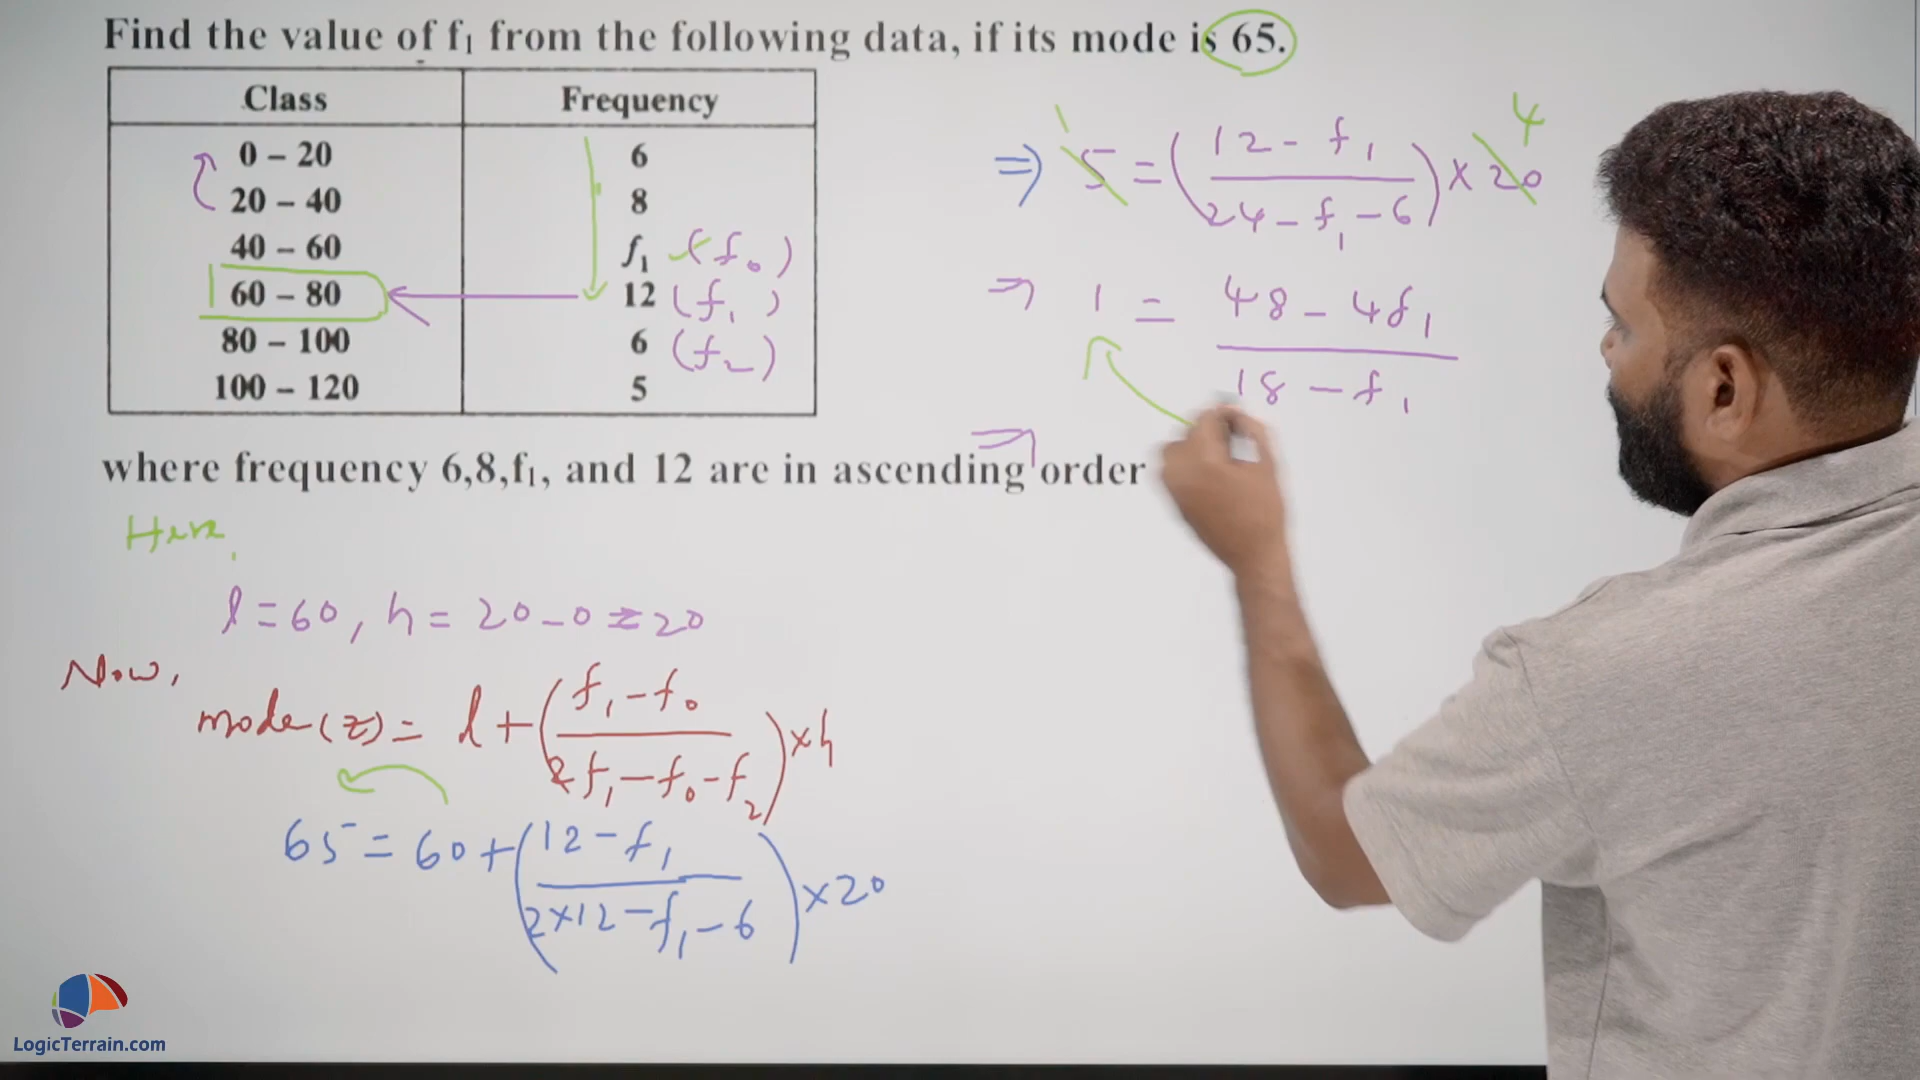 Find the value of f₁ from the following data, if its mode is 65.
Class Frequency
0 – 20 6
20 – 40 8
40 – 60 f₁ (f₀)
60 – 80 12 (f₁)
80 – 100 6 (f₂)
100 – 120 5
where frequency 6,8,f₁, and 12 are in ascending order
Here,
l = 60, h = 20 – 0 = 20
Now,
mode(z) = l + (f₁ – f₀ / 2f₁ – f₀ – f₂) × h
65 = 60 + (12 – f₁ / 2×12 – f₁ – 6) × 20
1 4
⇒ 5 = (12 – f₁ / 24 – f₁ – 6) × 20
⇒ 1 = 48 – 4f₁ / 18 – f₁
⇒
LogicTerrain.com